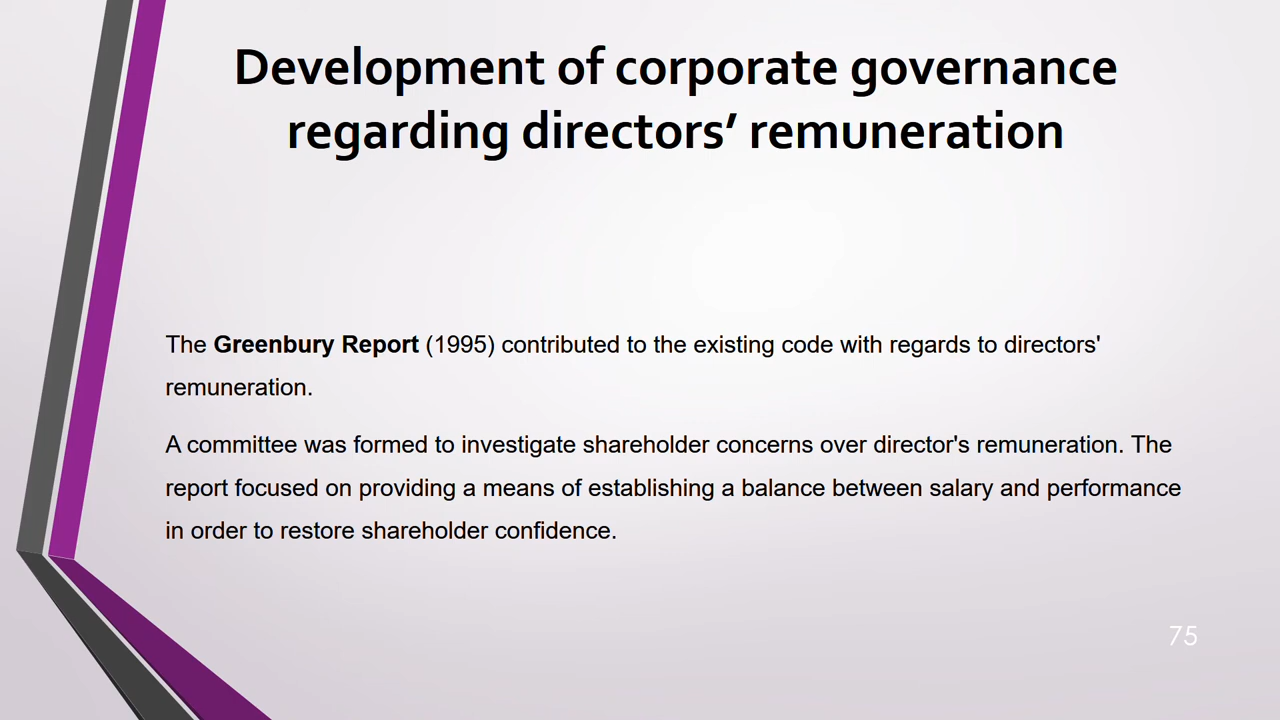 Development of corporate governance
regarding directors’ remuneration
The Greenbury Report (1995) contributed to the existing code with regards to directors'
remuneration.
A committee was formed to investigate shareholder concerns over director's remuneration. The
report focused on providing a means of establishing a balance between salary and performance
in order to restore shareholder confidence.
75